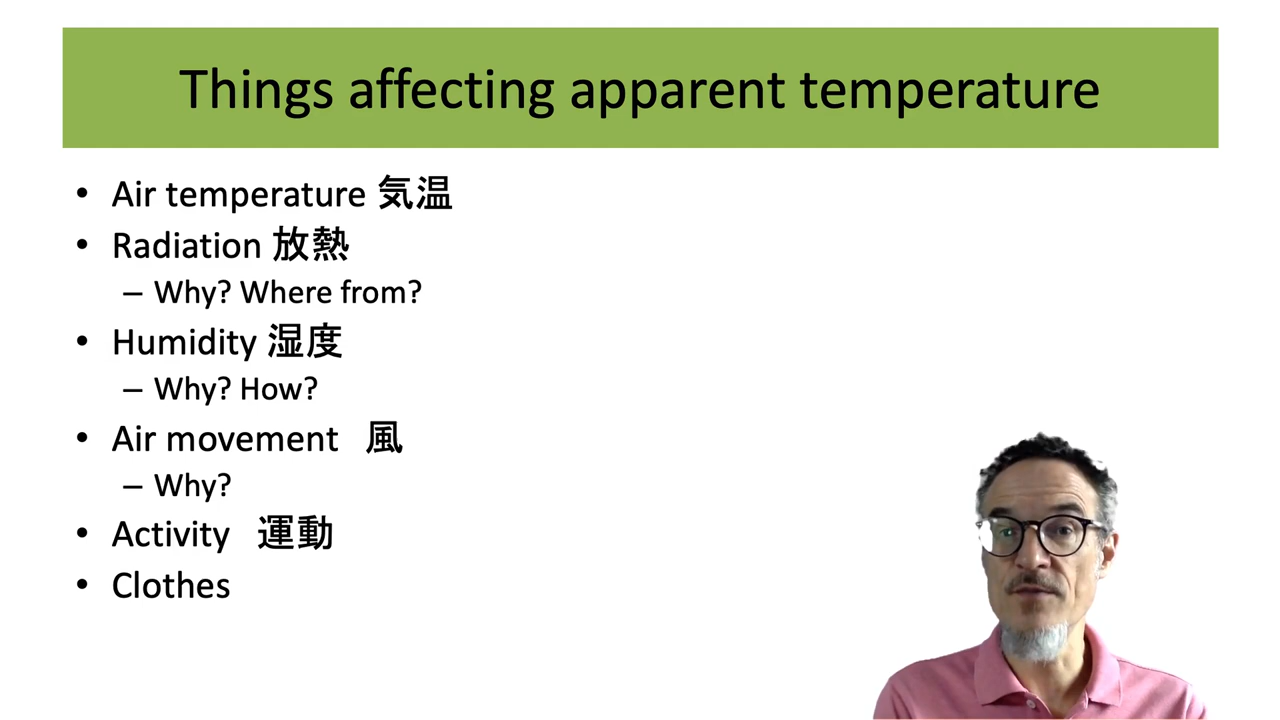 Things affecting apparent temperature
• Air temperature 気温
• Radiation 放熱
– Why? Where from?
• Humidity 湿度
– Why? How?
• Air movement 風
– Why?
• Activity 運動
• Clothes